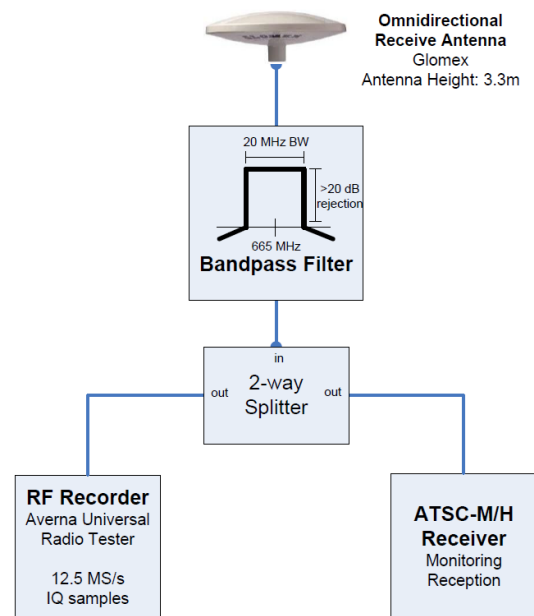 Omnidirectional
Receive Antenna
Glomex
Antenna Height: 3.3m
GLOMEX
20 MHz BW
>20 dB
rejection
665 MHz
Bandpass Filter
in
out
2-way
Splitter
out
RF Recorder
Averna Universal
Radio Tester
12.5 MS/s
IQ samples
ATSC-M/H
Receiver
Monitoring
Reception